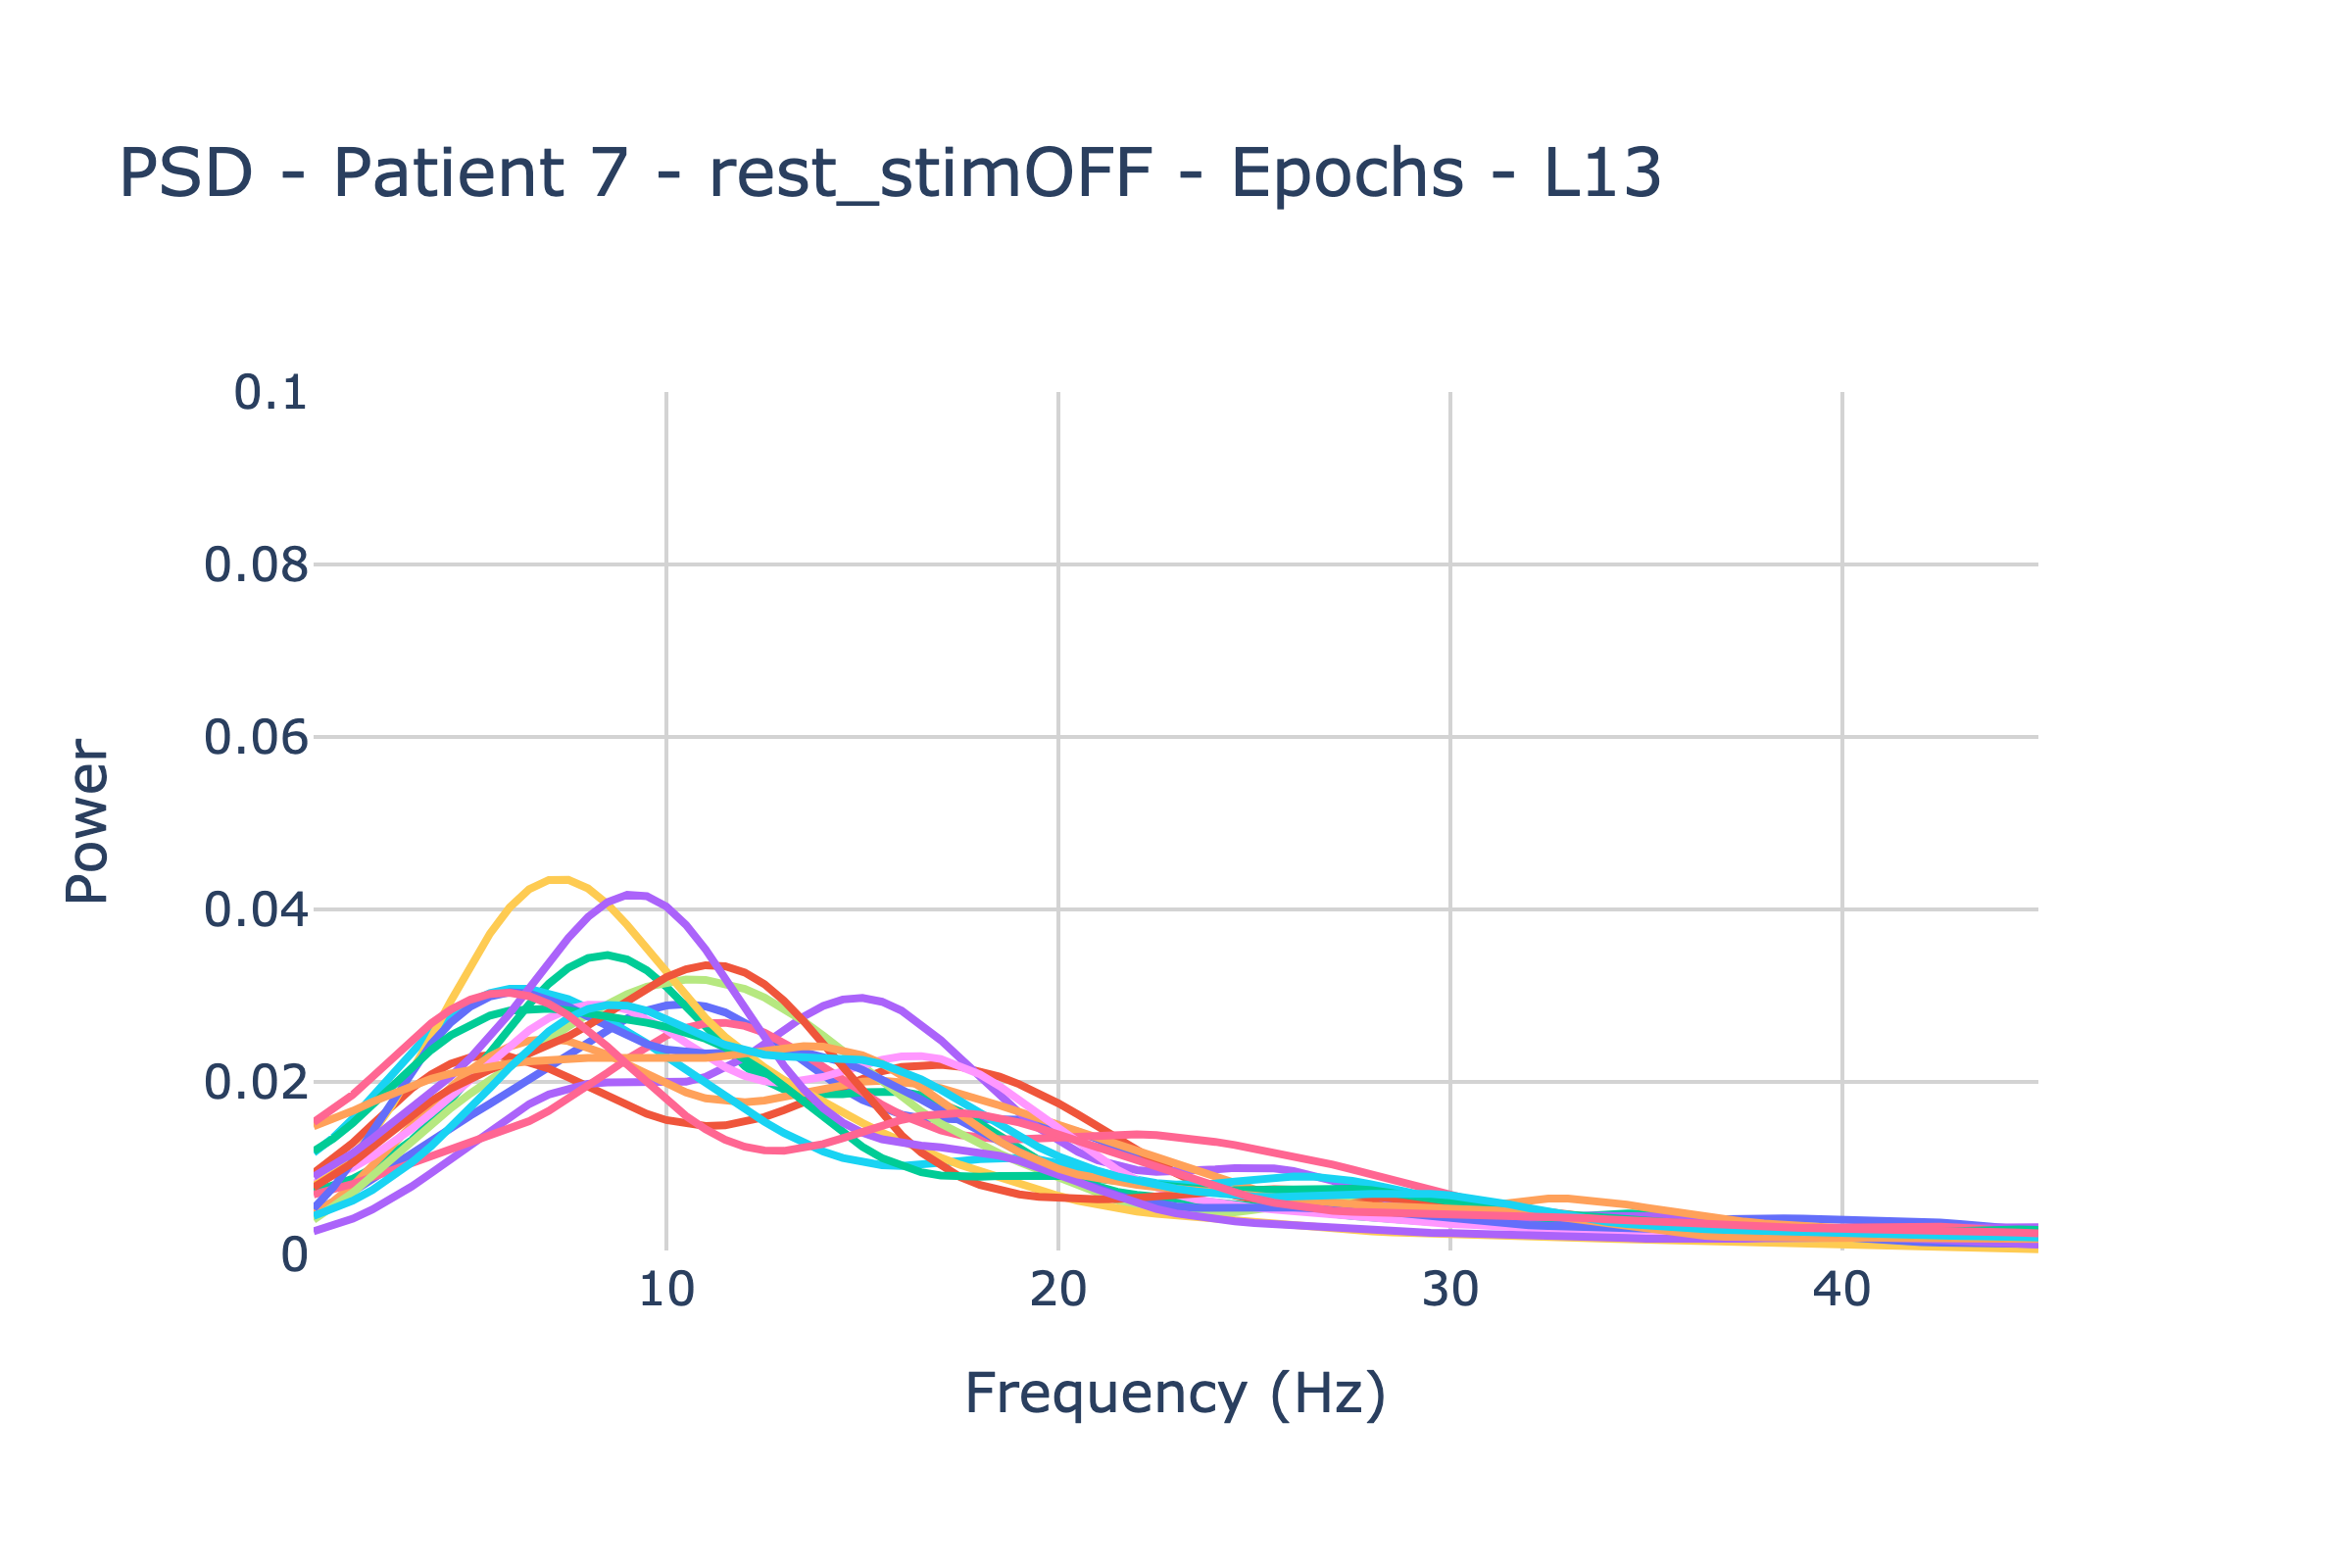 PSD - Patient 7 - rest_stimOFF - Epochs - L13
0.1
0.08
0.06
0.04
0.02
0
Power
10 20 30 40
Frequency (Hz)